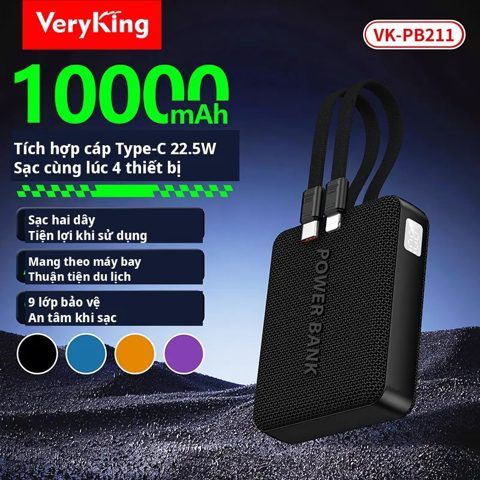 VeryKing
VK-PB211
10000mAh
Tích hợp cáp Type-C 22.5W
Sạc cùng lúc 4 thiết bị
Sạc hai dây
Tiện lợi khi sử dụng
Mang theo máy bay
Thuận tiện du lịch
9 lớp bảo vệ
An tâm khi sạc
POWER BANK